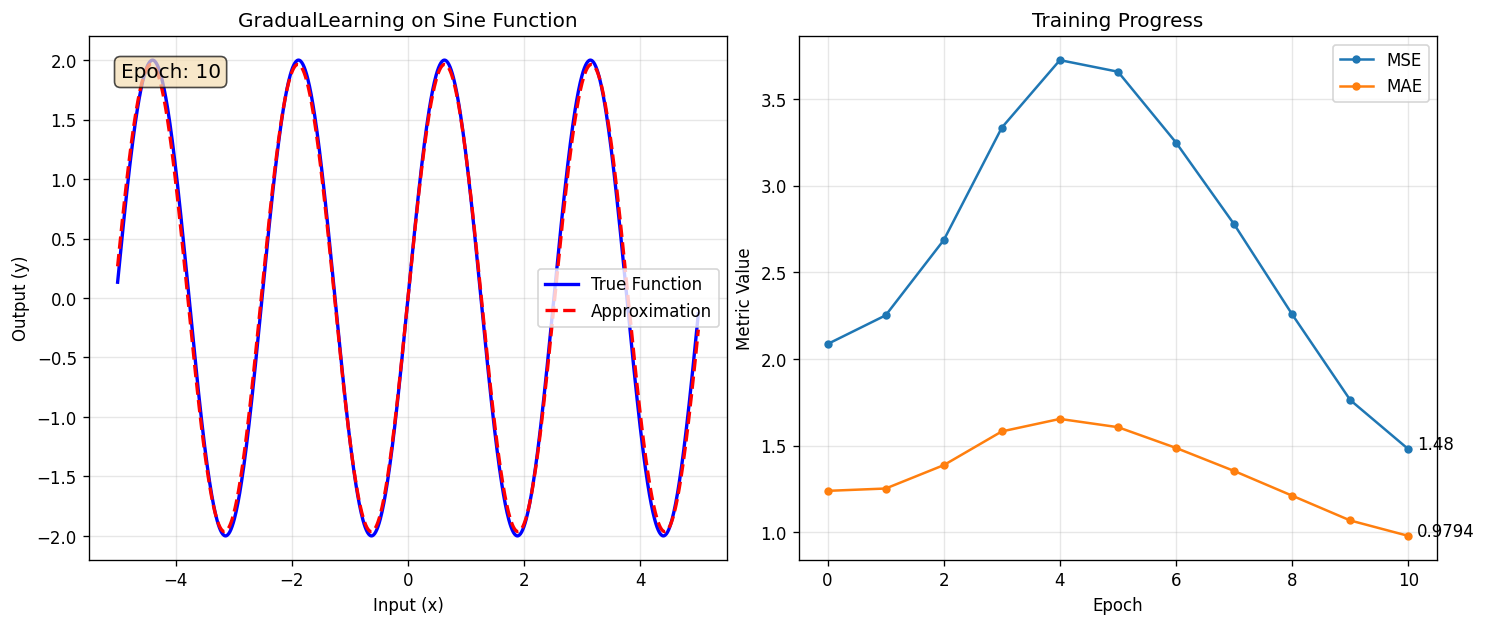 GradualLearning on Sine Function
Epoch: 10
2.0
1.5
1.0
0.5
0.0
−0.5
−1.0
−1.5
−2.0
Output (y)
True Function
Approximation
−4
−2
0
2
4
Input (x)
Training Progress
MSE
MAE
3.5
3.0
2.5
2.0
1.5
1.0
Metric Value
1.48
0.9794
0
2
4
6
8
10
Epoch